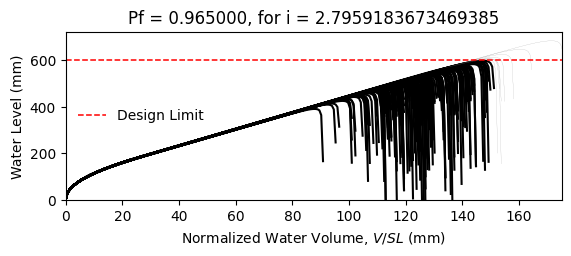 Pf = 0.965000, for i = 2.7959183673469385
Water Level (mm)
600
400
200
0
Design Limit
0 20 40 60 80 100 120 140 160
Normalized Water Volume, V/SL (mm)